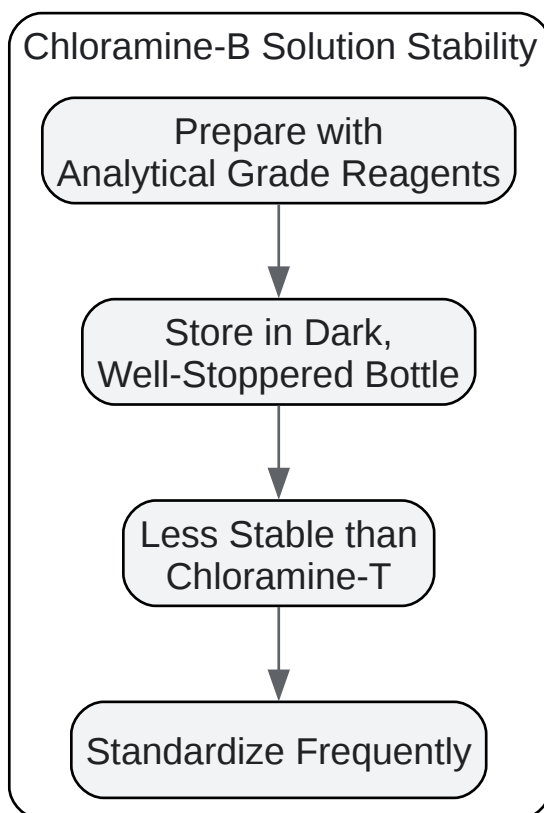 Chloramine-B Solution Stability
Prepare with
Analytical Grade Reagents
Store in Dark,
Well-Stoppered Bottle
Less Stable than
Chloramine-T
Standardize Frequently